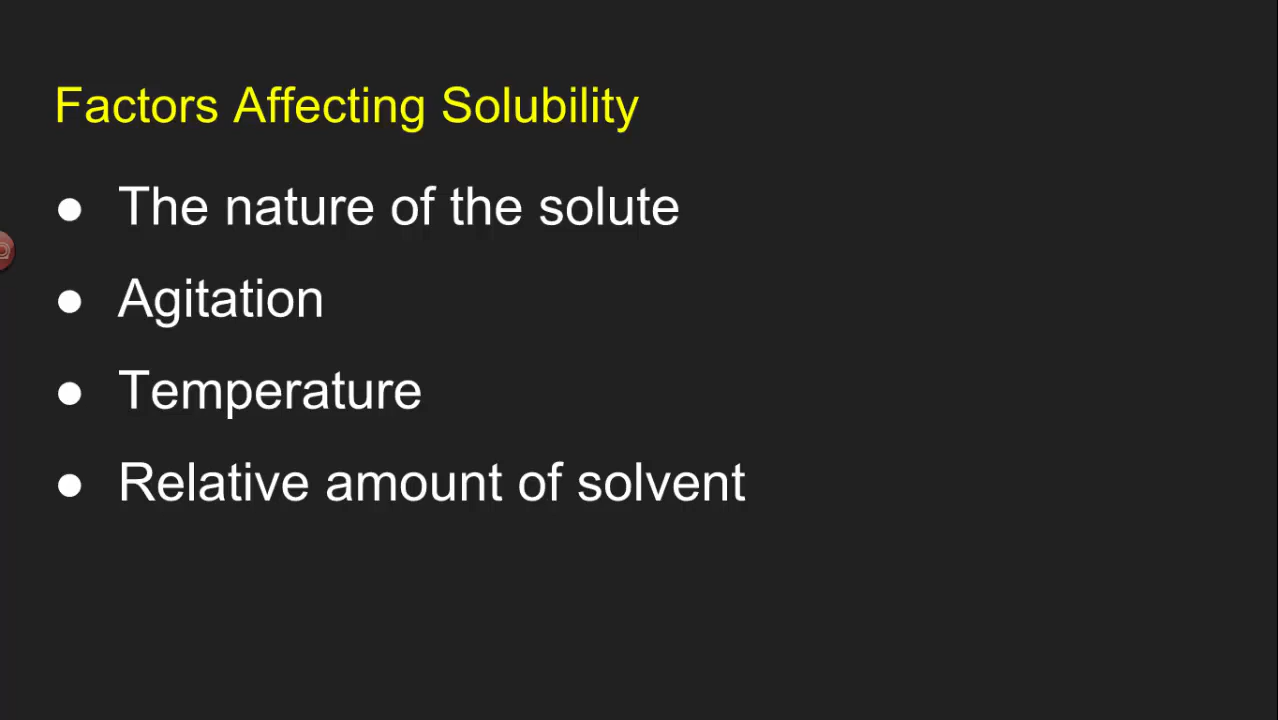 Factors Affecting Solubility
● The nature of the solute
● Agitation
● Temperature
● Relative amount of solvent